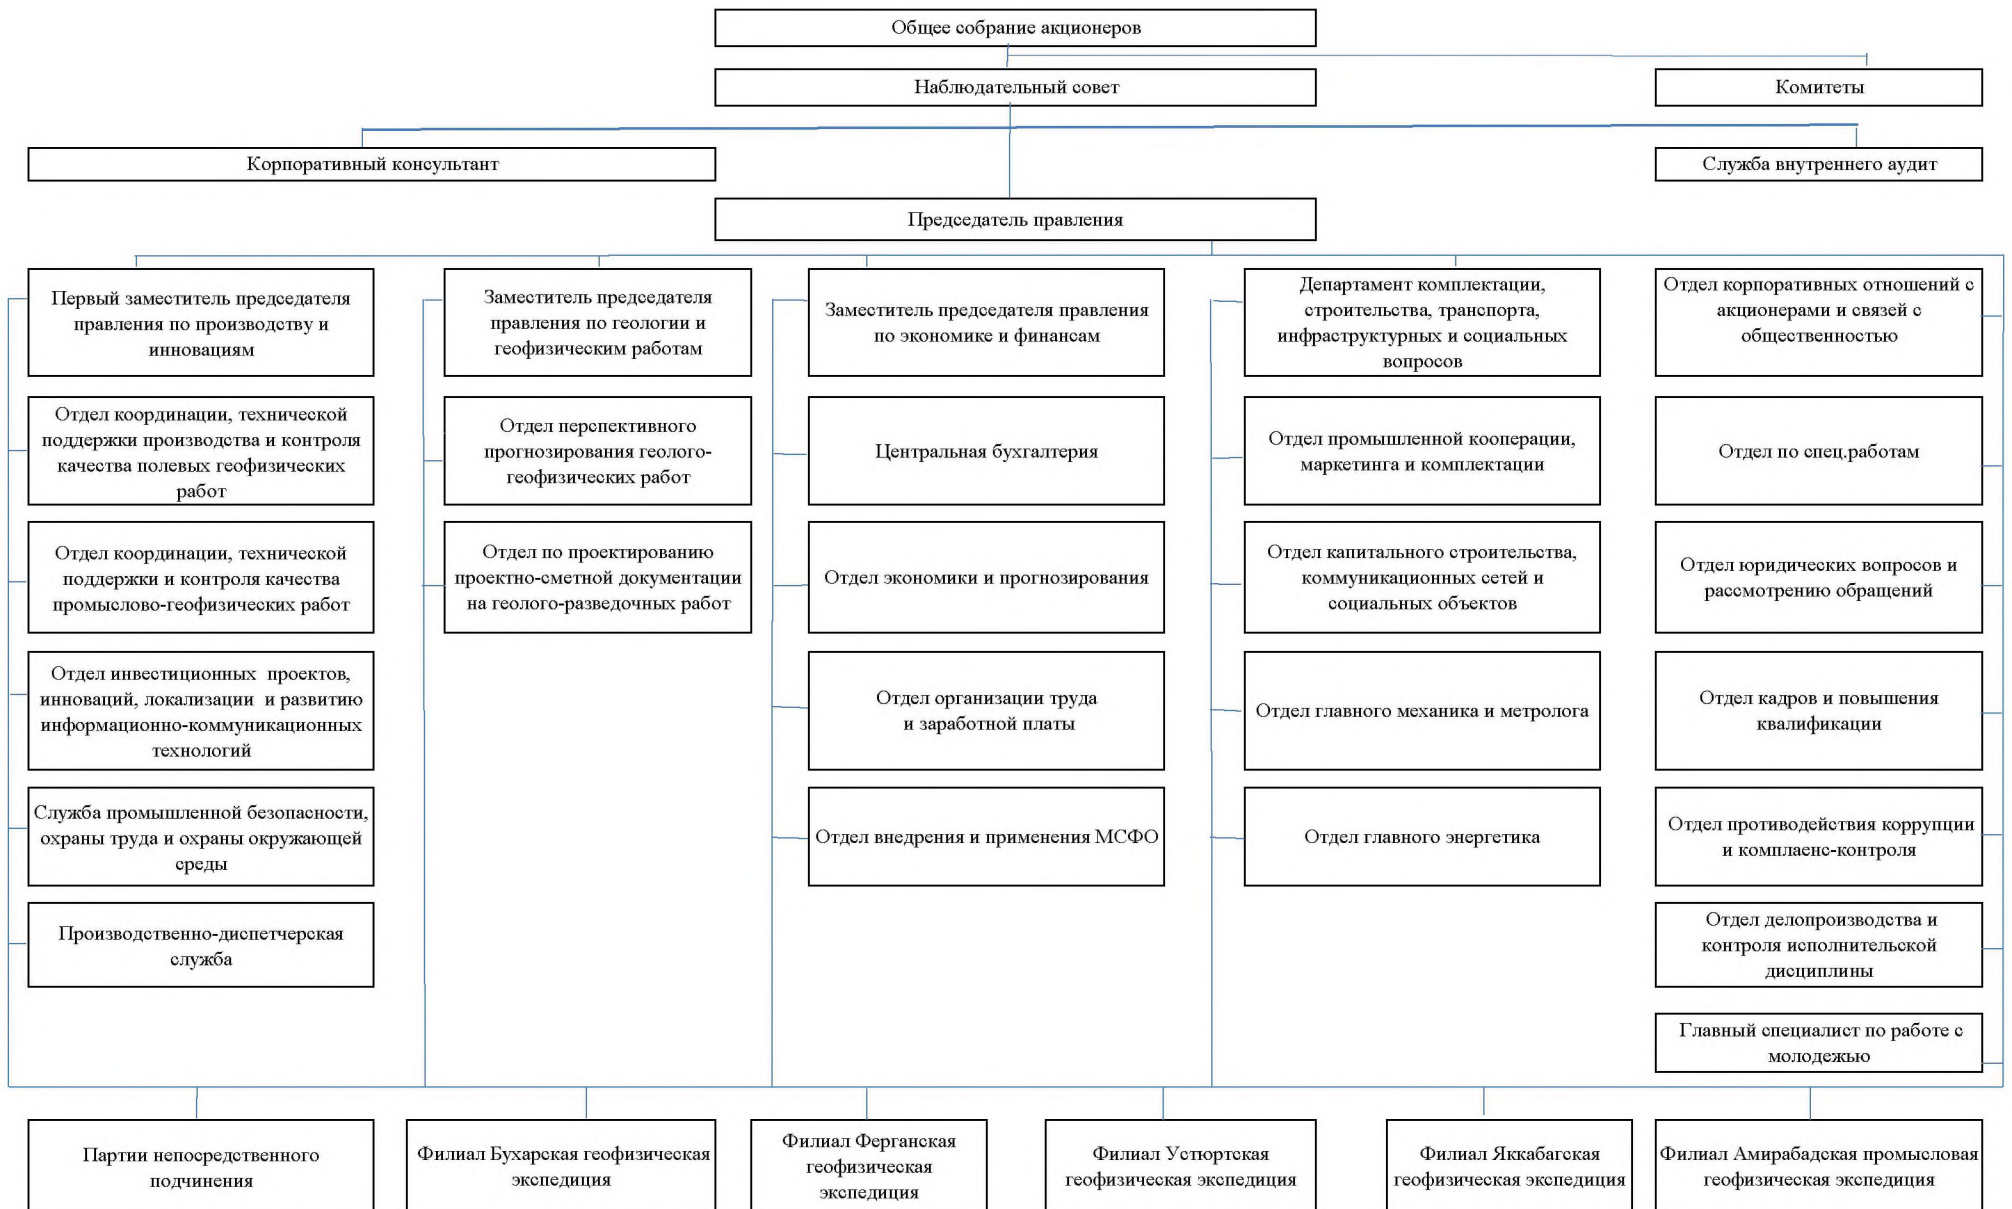 Общее собрание акционеров
Наблюдательный совет
Комитеты
Корпоративный консультант
Служба внутреннего аудит
Председатель правления
Первый заместитель председателя
правления по производству и
инновациям
Заместитель председателя
правления по геологии и
геофизическим работам
Заместитель председателя правления
по экономике и финансам
Департамент комплектации,
строительства, транспорта,
инфраструктурных и социальных
вопросов
Отдел корпоративных отношений с
акционерами и связей с
общественностью
Отдел координации, технической
поддержки производства и контроля
качества полевых геофизических
работ
Отдел перспективного
прогнозирования геолого-
геофизических работ
Центральная бухгалтерия
Отдел промышленной кооперации,
маркетинга и комплектации
Отдел по спец.работам
Отдел координации, технической
поддержки и контроля качества
промыслово-геофизических работ
Отдел по проектированию
проектно-сметной документации
на геолого-разведочных работ
Отдел экономики и прогнозирования
Отдел капитального строительства,
коммуникационных сетей и
социальных объектов
Отдел юридических вопросов и
рассмотрению обращений
Отдел инвестиционных проектов,
инноваций, локализации и развитию
информационно-коммуникационных
технологий
Отдел организации труда
и заработной платы
Отдел главного механика и метролога
Отдел кадров и повышения
квалификации
Служба промышленной безопасности,
охраны труда и охраны окружающей
среды
Отдел внедрения и применения МСФО
Отдел главного энергетика
Отдел противодействия коррупции
и комплаенс-контроля
Производственно-диспетчерская
служба
Отдел делопроизводства и
контроля исполнительской
дисциплины
Главный специалист по работе с
молодежью
Партии непосредственного
подчинения
Филиал Бухарская геофизическая
экспедиция
Филиал Ферганская
геофизическая
экспедиция
Филиал Устюртская
геофизическая экспедиция
Филиал Яккабагская
геофизическая экспедиция
Филиал Амирабадская промысловая
геофизическая экспедиция